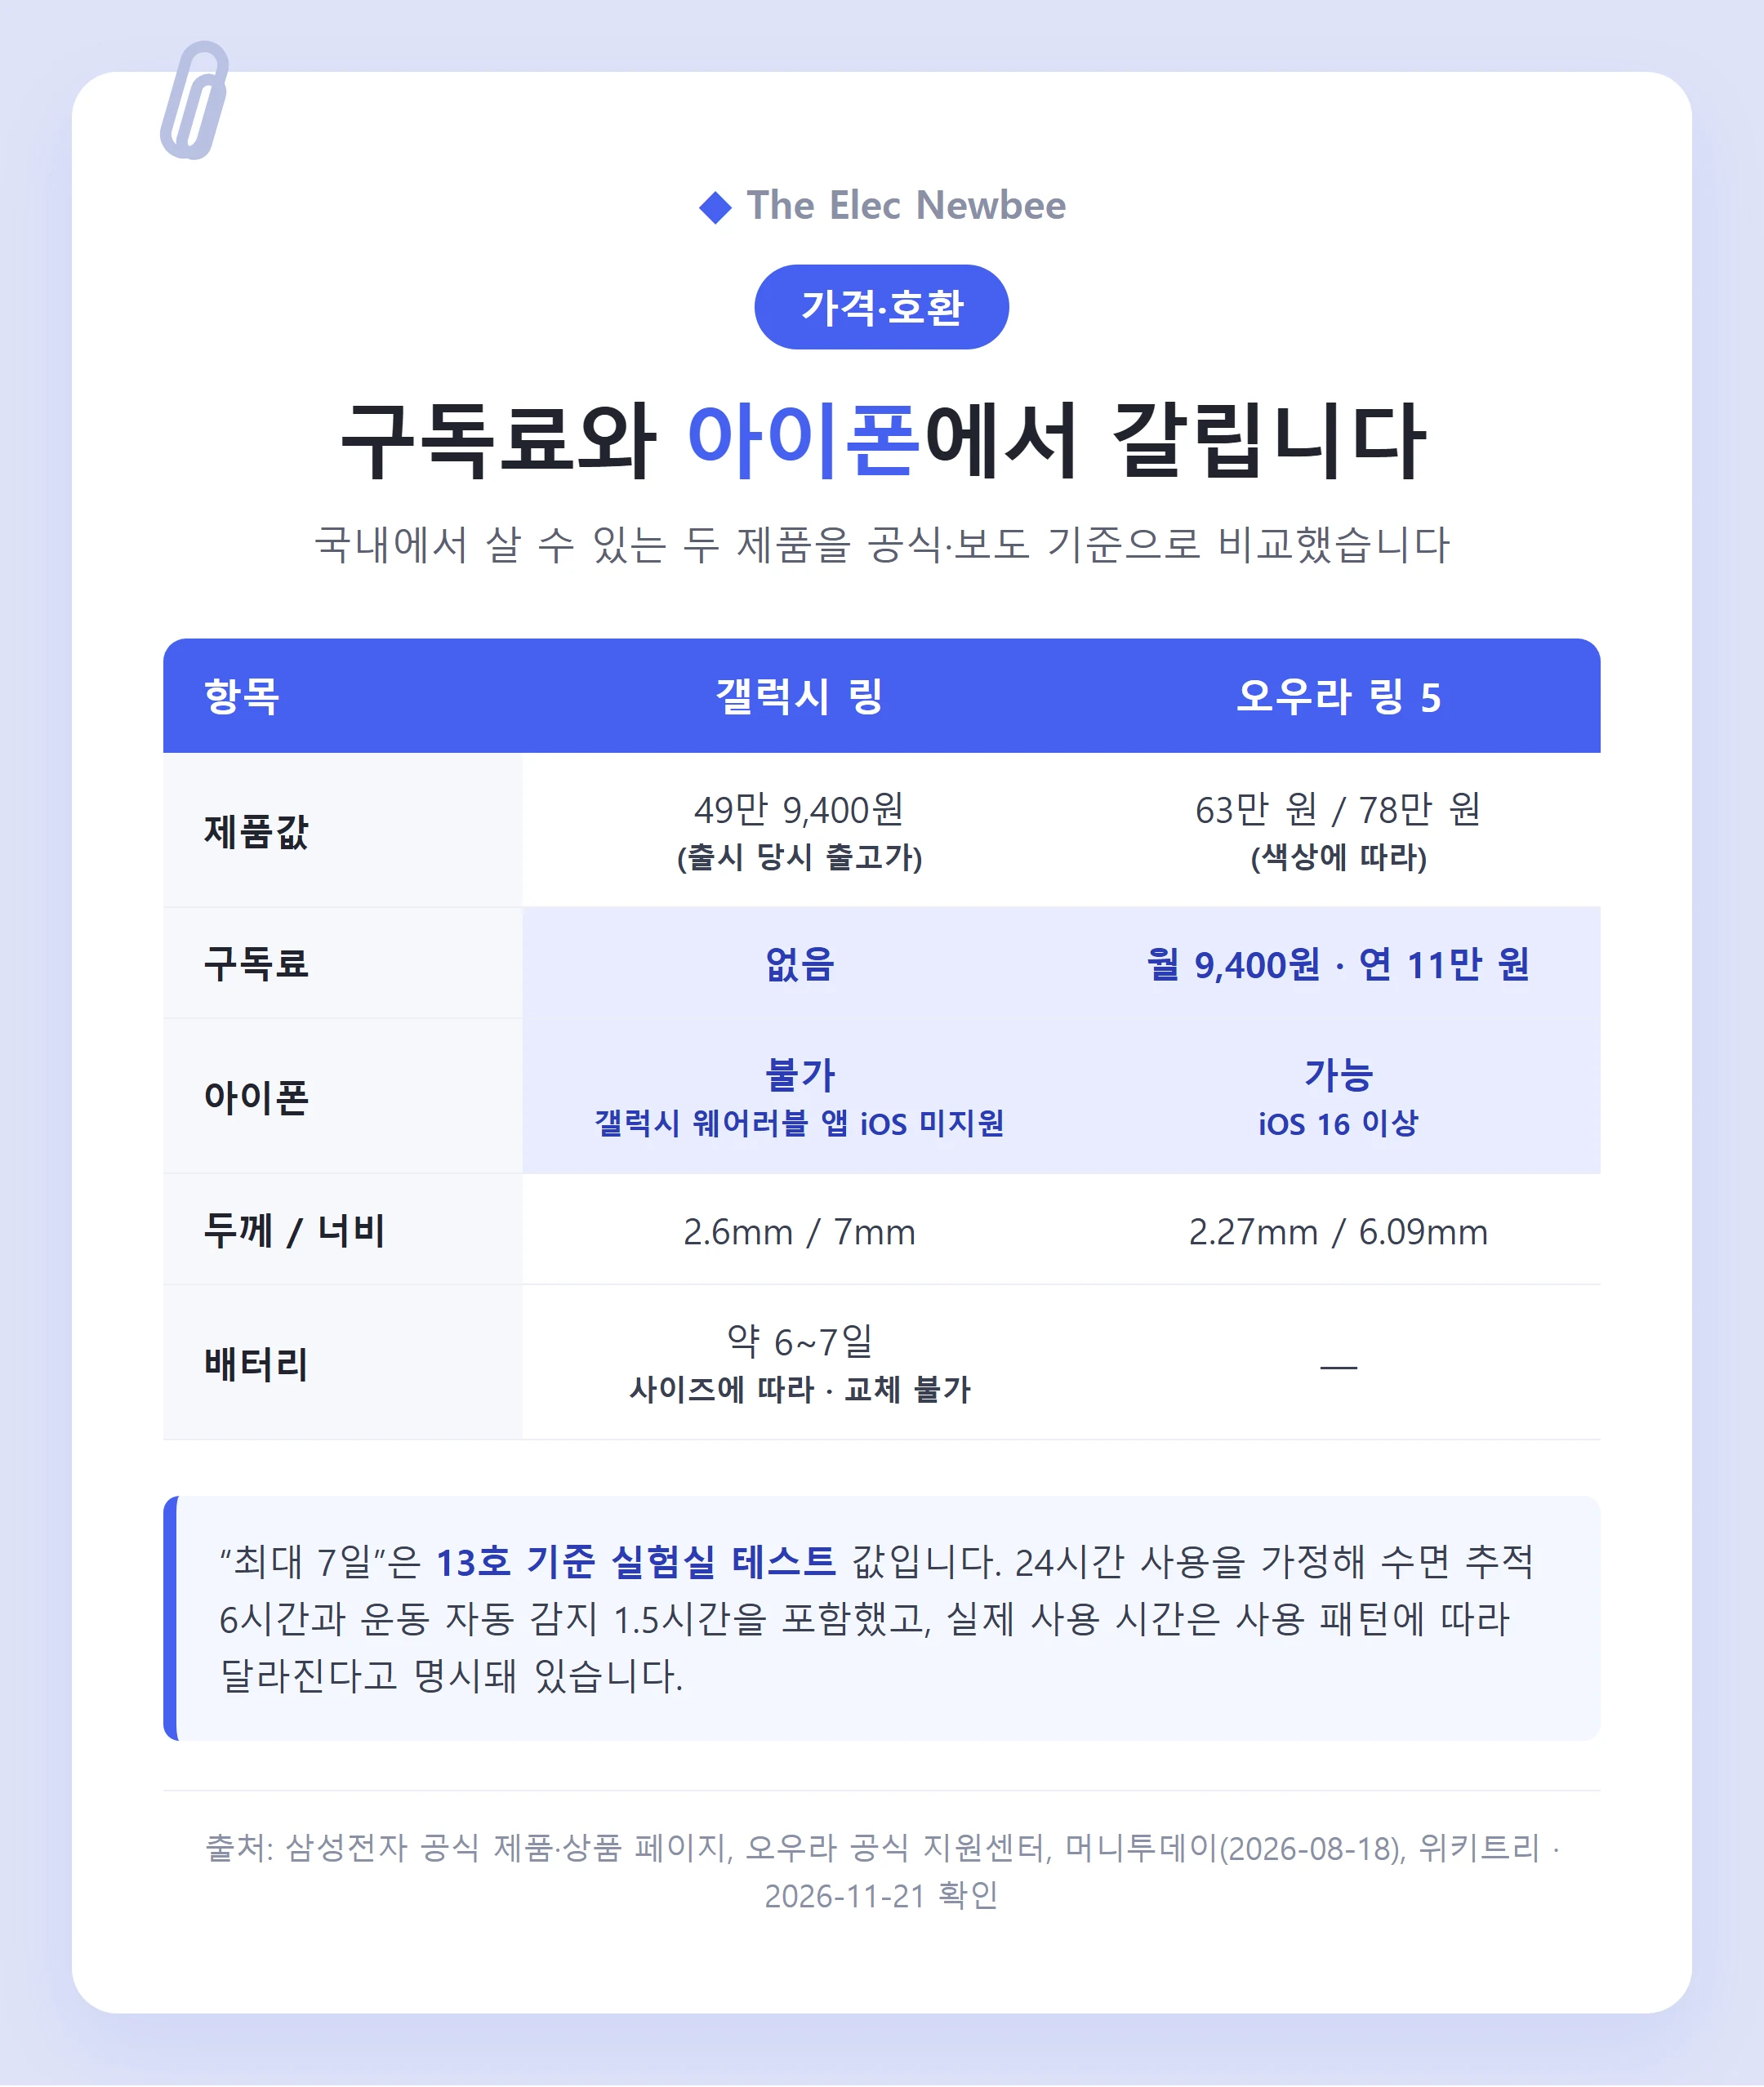 The Elec Newbee
가격·호환
구독료와 아이폰에서 갈립니다
국내에서 살 수 있는 두 제품을 공식·보도 기준으로 비교했습니다
항목 갤럭시 링 오우라 링 5
제품값 49만 9,400원 (출시 당시 출고가) 63만 원 / 78만 원 (색상에 따라)
구독료 없음 월 9,400원 · 연 11만 원
아이폰 불가 갤럭시 웨어러블 앱 iOS 미지원 가능 iOS 16 이상
두께 / 너비 2.6mm / 7mm 2.27mm / 6.09mm
배터리 약 6~7일 사이즈에 따라 · 교체 불가 —
“최대 7일”은 13호 기준 실험실 테스트 값입니다. 24시간 사용을 가정해 수면 추적
6시간과 운동 자동 감지 1.5시간을 포함했고, 실제 사용 시간은 사용 패턴에 따라
달라진다고 명시돼 있습니다.
출처: 삼성전자 공식 제품·상품 페이지, 오우라 공식 지원센터, 머니투데이(2026-08-18), 위키트리 ·
2026-11-21 확인